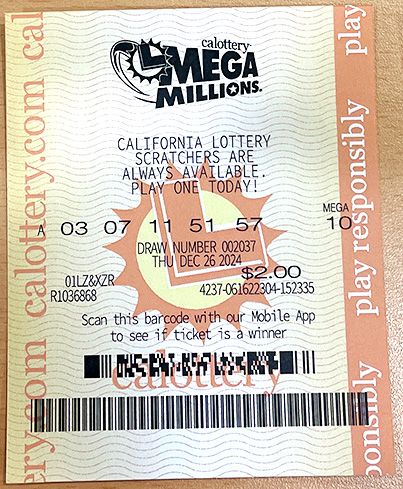 calottery
MEGA
MILLIONS.
CALIFORNIA LOTTERY
SCRATCHERS ARE
ALWAYS AVAILABLE.
PLAY ONE TODAY!
MEGA
A 03 07 11 51 57 10
DRAW NUMBER 002037
THU DEC 26 2024
$2.00
01LZ&XZR
R1036868 4237-061622304-152335
Scan this barcode with our Mobile App
to see if ticket is a winner
calottery
ery.com calottery.com cal
ponsibly play responsibly play